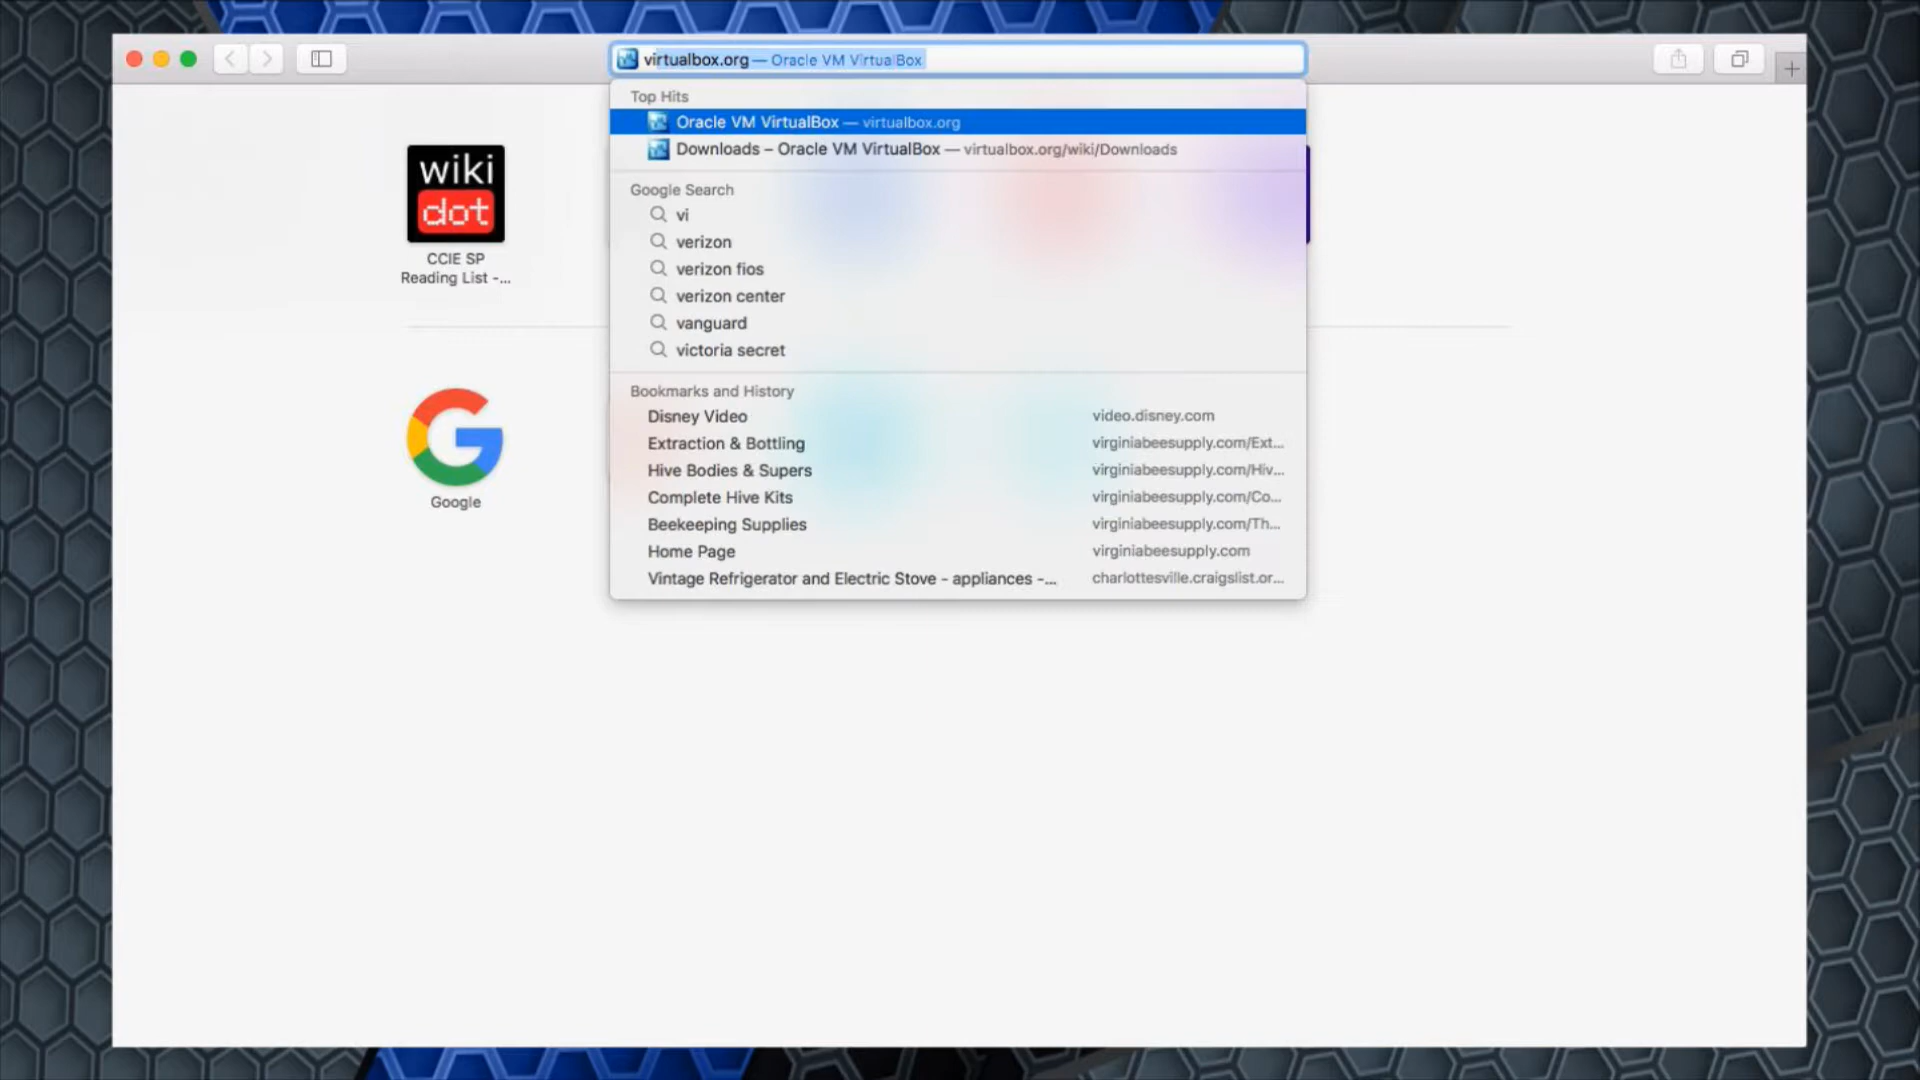 virtualbox.org — Oracle VM VirtualBox
Top Hits
Oracle VM VirtualBox — virtualbox.org
Downloads – Oracle VM VirtualBox — virtualbox.org/wiki/Downloads
Google Search
vi
verizon
verizon fios
verizon center
vanguard
victoria secret
Bookmarks and History
Disney Video video.disney.com
Extraction & Bottling virginiabeesupply.com/Ext...
Hive Bodies & Supers virginiabeesupply.com/Hiv...
Complete Hive Kits virginiabeesupply.com/Co...
Beekeeping Supplies virginiabeesupply.com/Th...
Home Page virginiabeesupply.com
Vintage Refrigerator and Electric Stove - appliances -... charlottesville.craigslist.or...
wiki
dot
CCIE SP
Reading List -...
G
Google